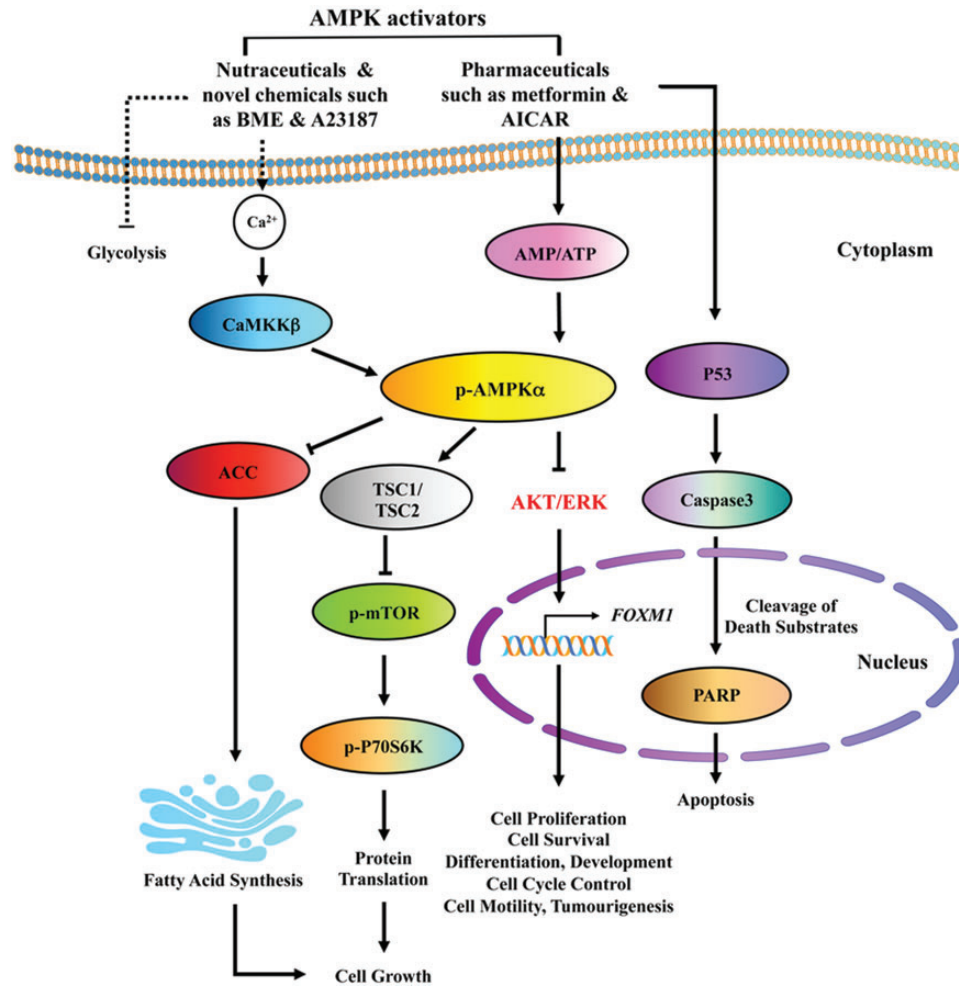 AMPK activators
Nutraceuticals &
novel chemicals such
as BME & A23187
Pharmaceuticals
such as metformin &
AICAR
Ca²⁺
Glycolysis
AMP/ATP
Cytoplasm
CaMKKβ
P53
p-AMPKα
ACC
TSC1/
TSC2
AKT/ERK
Caspase3
p-mTOR
FOXM1
Cleavage of
Death Substrates
Nucleus
PARP
p-P70S6K
Apoptosis
Cell Proliferation
Cell Survival
Differentiation, Development
Cell Cycle Control
Cell Motility, Tumourigenesis
Protein
Translation
Fatty Acid Synthesis
Cell Growth